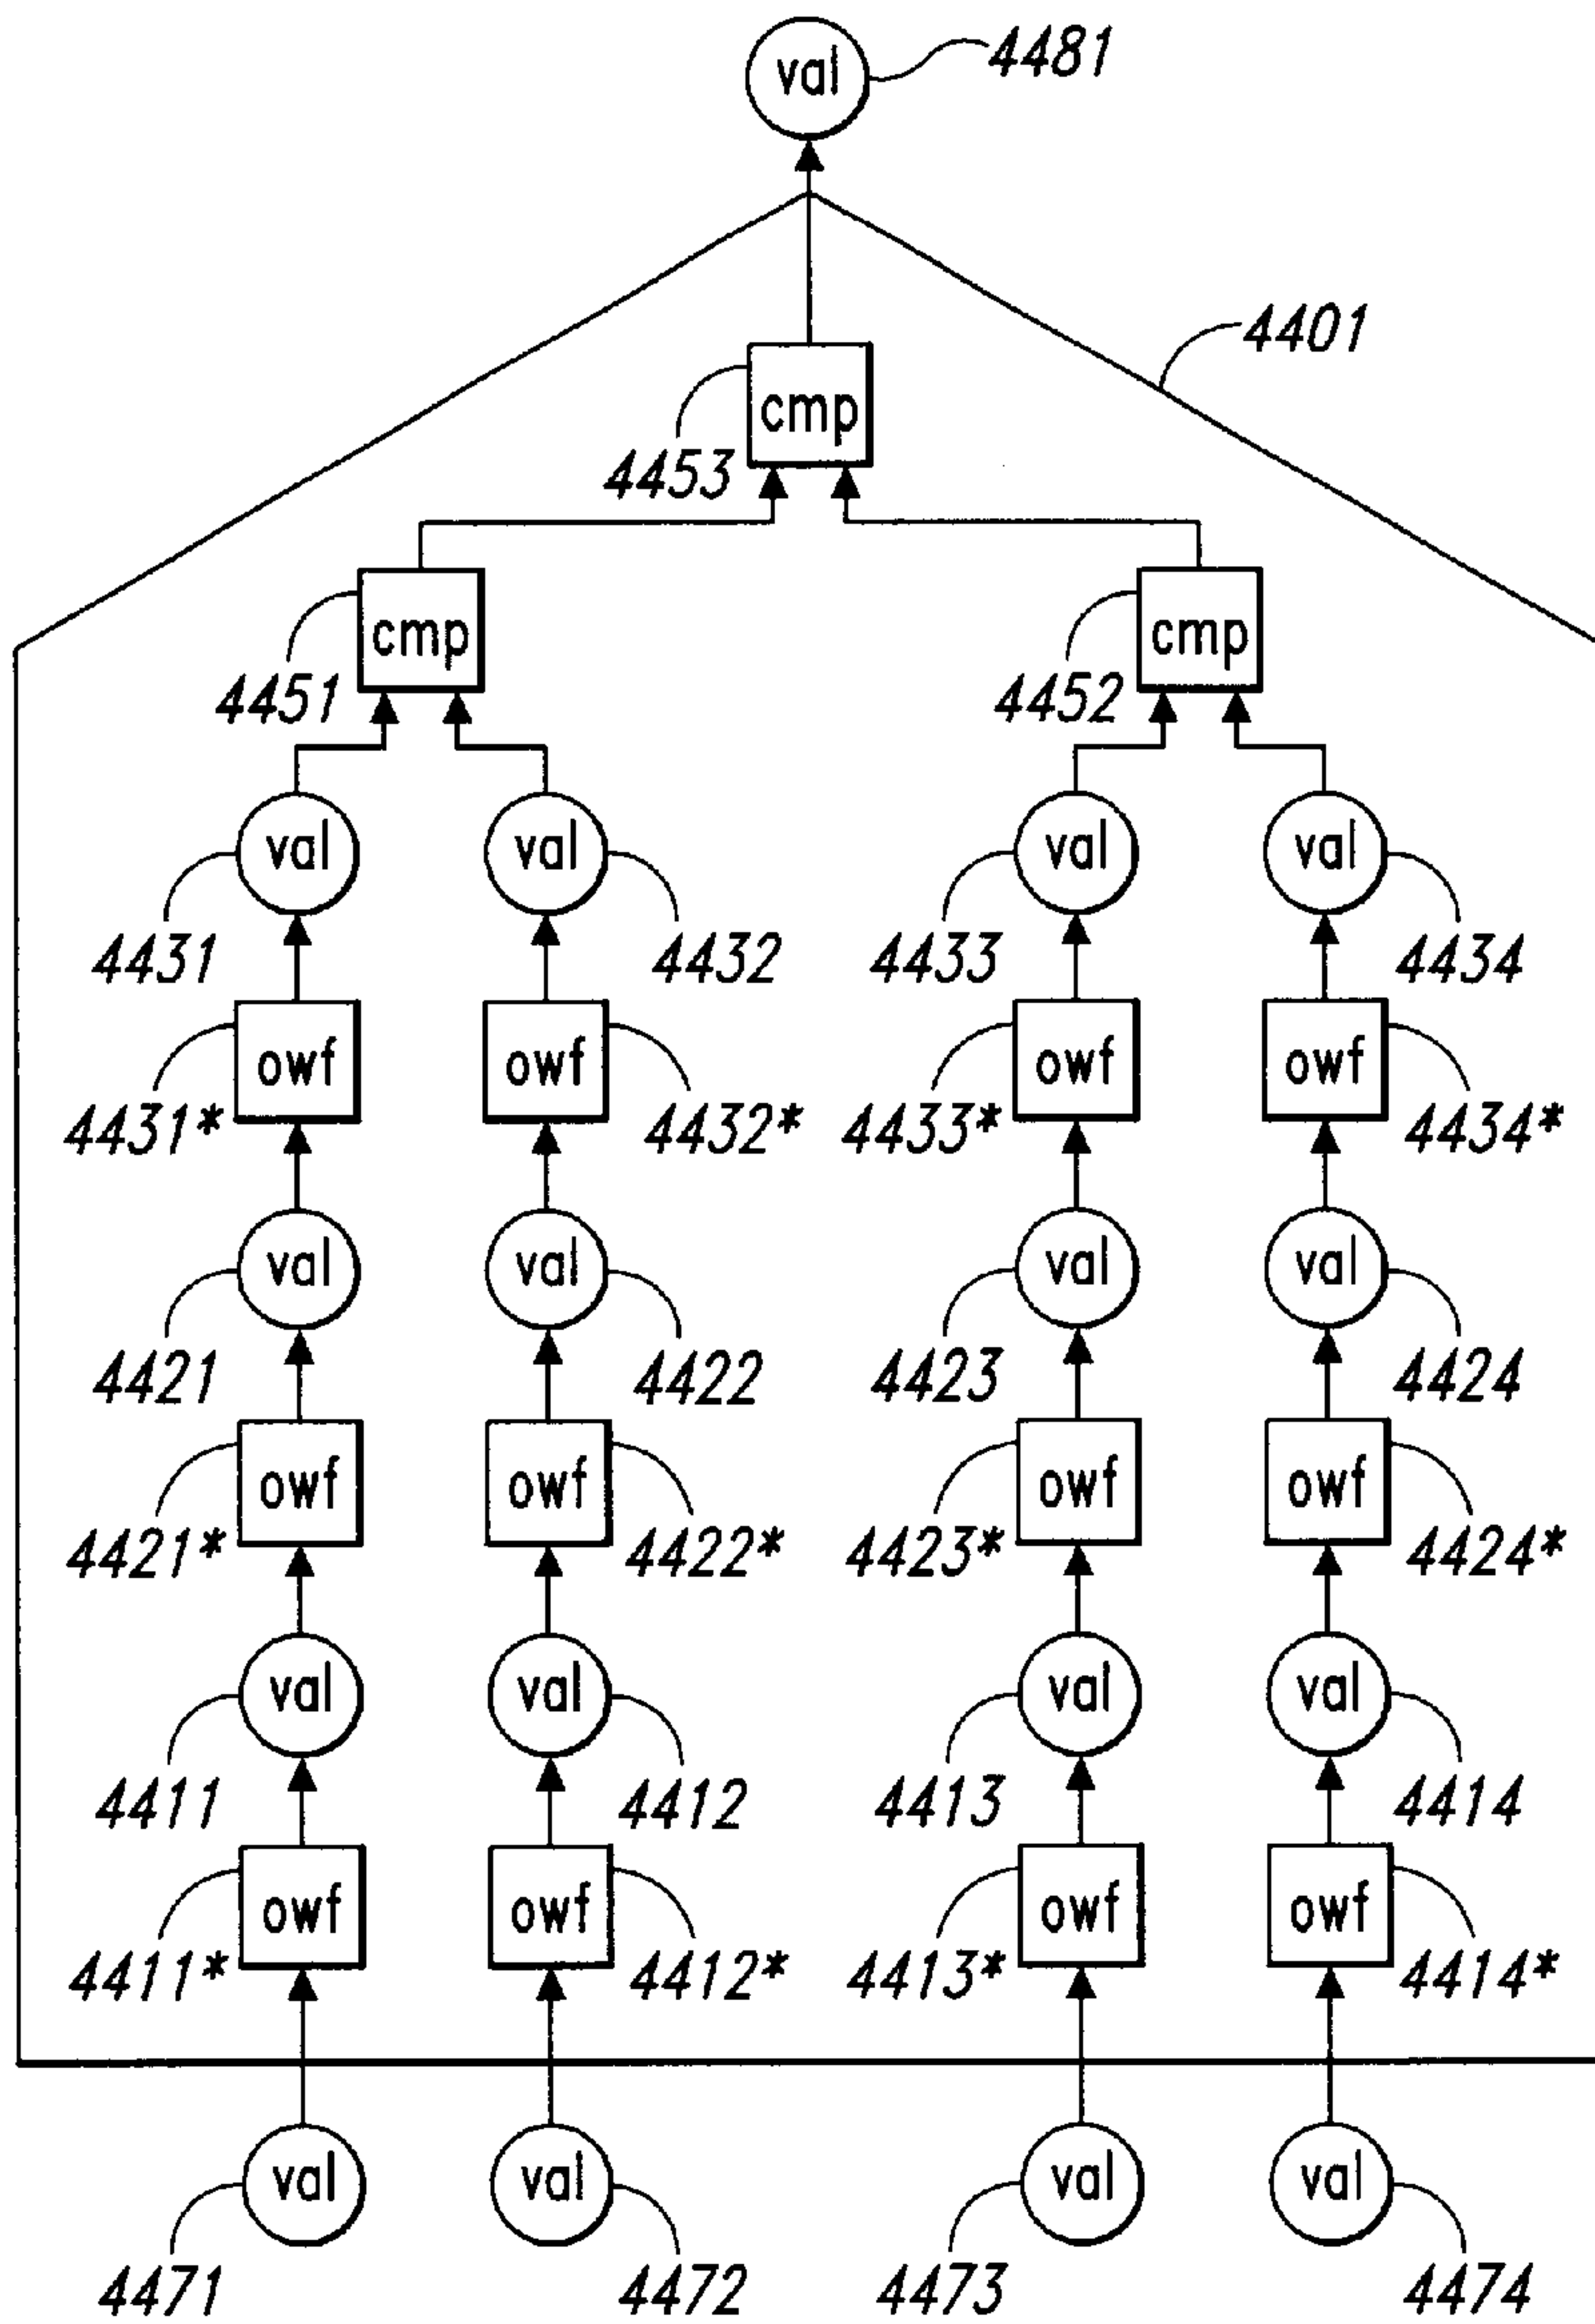 val 4481
4401
cmp
4453
cmp cmp
4451 4452
val val val val
4431 4432 4433 4434
owf owf owf owf
4431* 4432* 4433* 4434*
val val val val
4421 4422 4423 4424
owf owf owf owf
4421* 4422* 4423* 4424*
val val val val
4411 4412 4413 4414
owf owf owf owf
4411* 4412* 4413* 4414*
val val val val
4471 4472 4473 4474